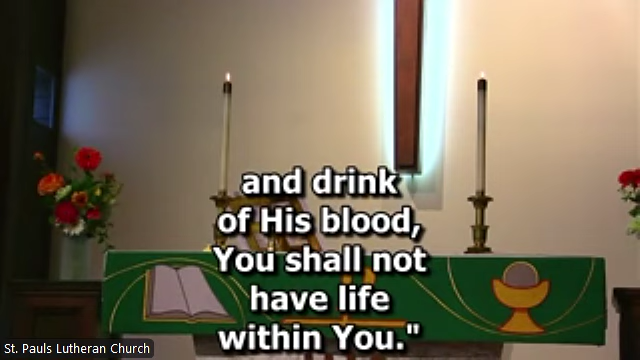 and drink
of His blood,
You shall not
have life
within You."
St. Pauls Lutheran Church